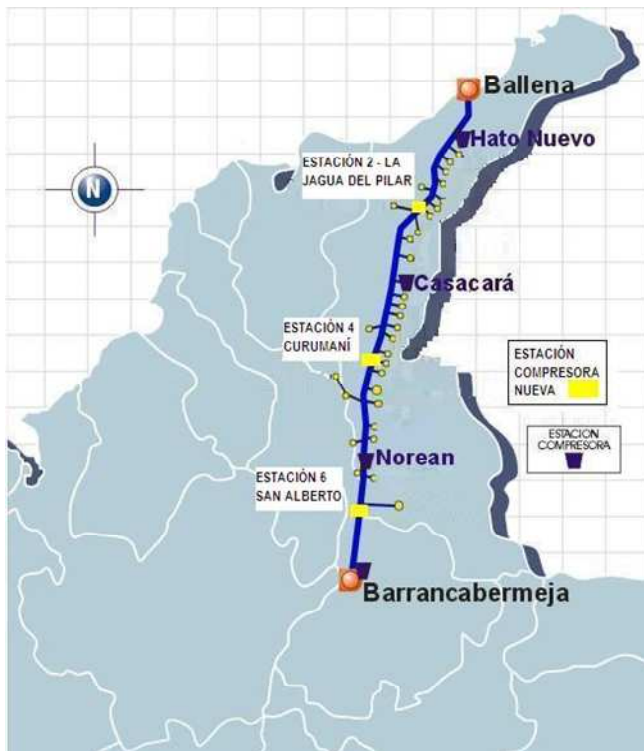 Ballena
Hato Nuevo
ESTACIÓN 2 - LA
JAGUA DEL PILAR
N
Casacará
ESTACIÓN 4
CURUMANÍ
ESTACIÓN
COMPRESORA
NUEVA
ESTACION
COMPRESORA
Norean
ESTACIÓN 6
SAN ALBERTO
Barrancabermeja